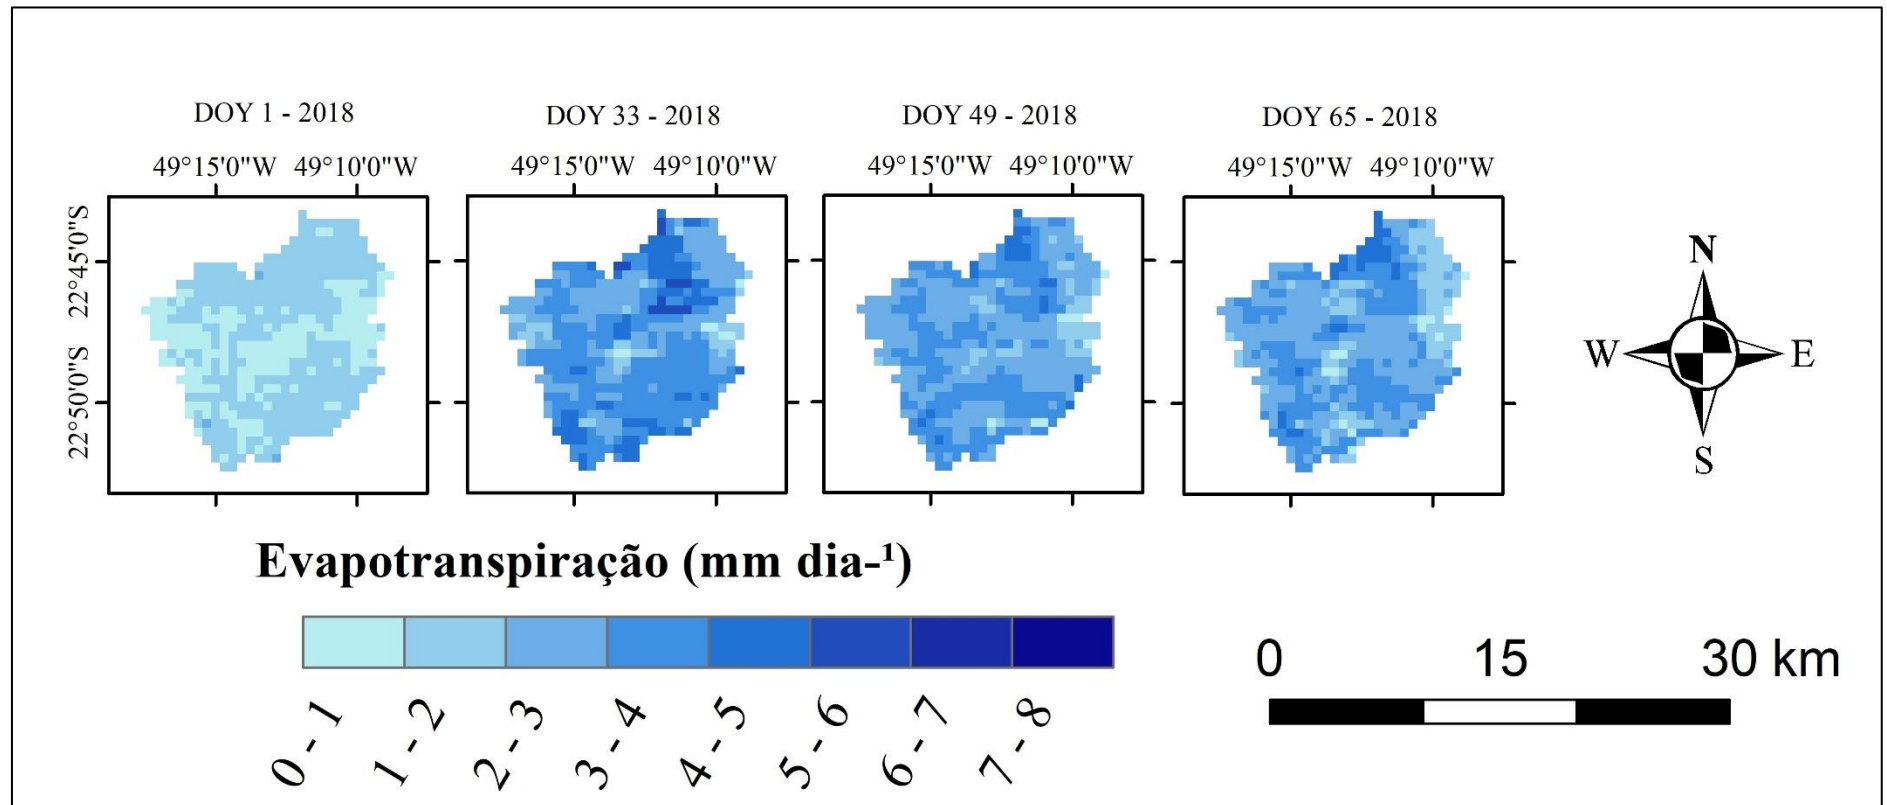 DOY 1 - 2018
DOY 33 - 2018
DOY 49 - 2018
DOY 65 - 2018
49°15'0"W 49°10'0"W
49°15'0"W 49°10'0"W
49°15'0"W 49°10'0"W
49°15'0"W 49°10'0"W
22°45'0"S
22°50'0"S
N
W E
S
Evapotranspiração (mm dia-¹)
0 - 1
1 - 2
2 - 3
3 - 4
4 - 5
5 - 6
6 - 7
7 - 8
0 15 30 km